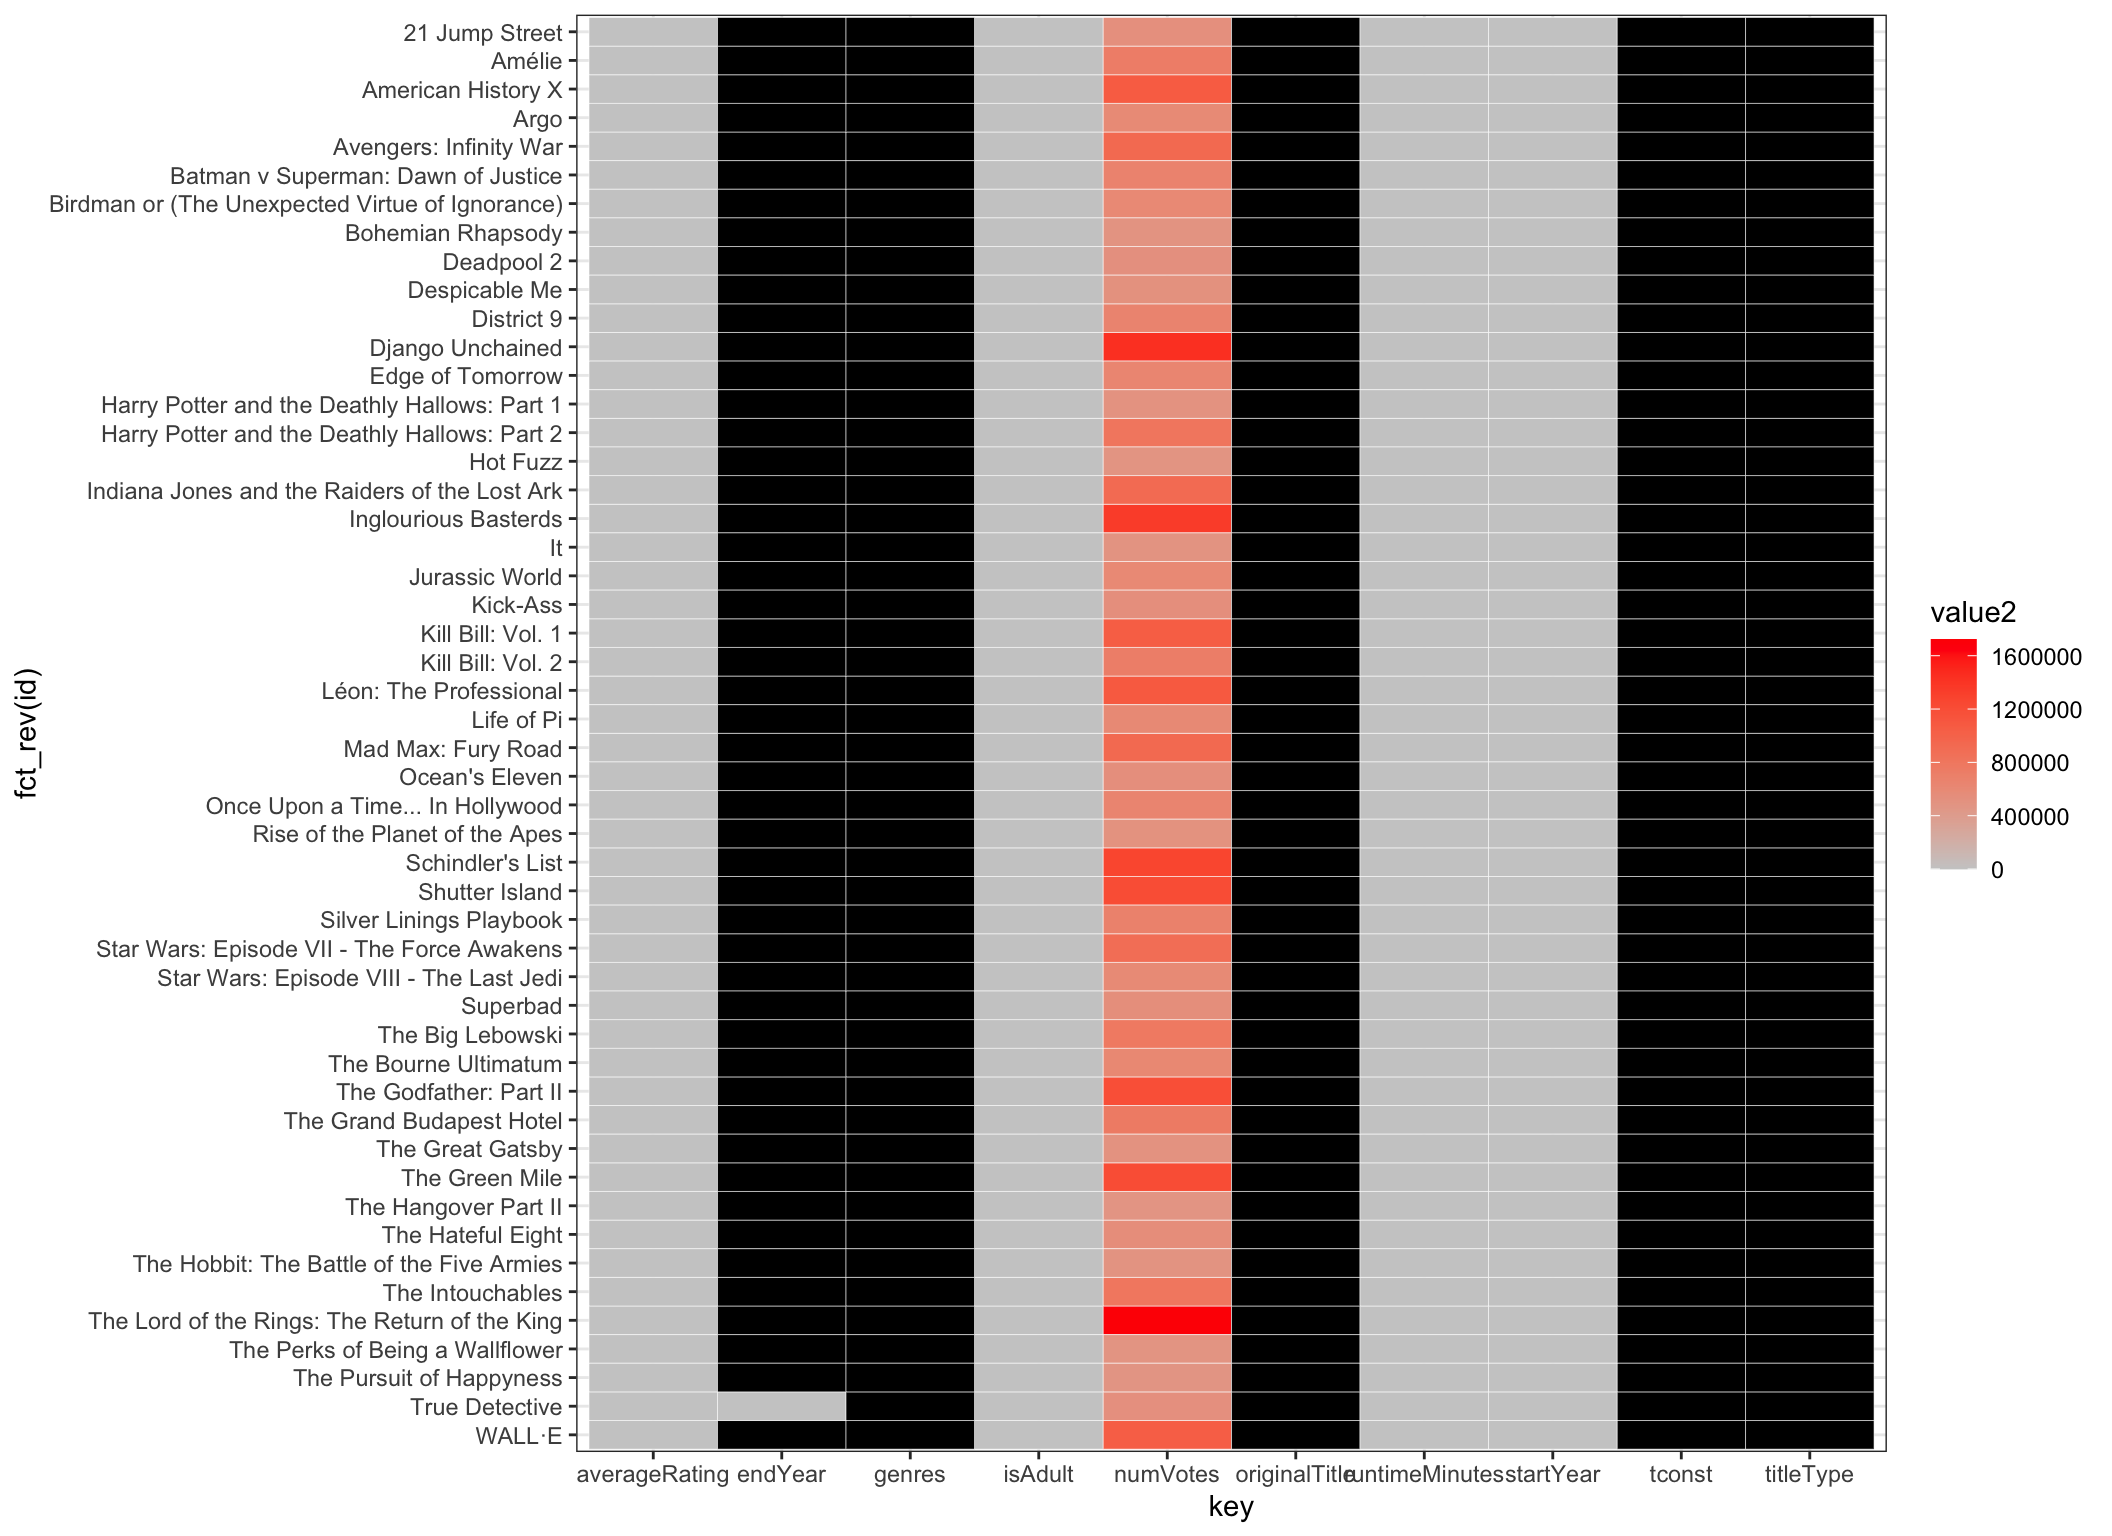 21 Jump Street
Amélie
American History X
Argo
Avengers: Infinity War
Batman v Superman: Dawn of Justice
Birdman or (The Unexpected Virtue of Ignorance)
Bohemian Rhapsody
Deadpool 2
Despicable Me
District 9
Django Unchained
Edge of Tomorrow
Harry Potter and the Deathly Hallows: Part 1
Harry Potter and the Deathly Hallows: Part 2
Hot Fuzz
Indiana Jones and the Raiders of the Lost Ark
Inglourious Basterds
It
Jurassic World
Kick-Ass
Kill Bill: Vol. 1
Kill Bill: Vol. 2
Léon: The Professional
Life of Pi
Mad Max: Fury Road
Ocean's Eleven
Once Upon a Time... In Hollywood
Rise of the Planet of the Apes
Schindler's List
Shutter Island
Silver Linings Playbook
Star Wars: Episode VII - The Force Awakens
Star Wars: Episode VIII - The Last Jedi
Superbad
The Big Lebowski
The Bourne Ultimatum
The Godfather: Part II
The Grand Budapest Hotel
The Great Gatsby
The Green Mile
The Hangover Part II
The Hateful Eight
The Hobbit: The Battle of the Five Armies
The Intouchables
The Lord of the Rings: The Return of the King
The Perks of Being a Wallflower
The Pursuit of Happyness
True Detective
WALL·E
fct_rev(id)
averageRating endYear genres isAdult numVotes originalTitle runtimeMinutes startYear tconst titleType
key
value2
1600000
1200000
800000
400000
0